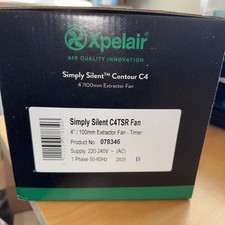 Xpelair
AIR QUALITY INNOVATION
Simply Silent™ Contour C4
4"/100mm Extractor Fan
Simply Silent C4TSR Fan
4" / 100mm Extractor Fan - Timer
Product No: 078346
Supply: 220-240V ~ (AC)
1 Phase 50-60Hz 2823 B